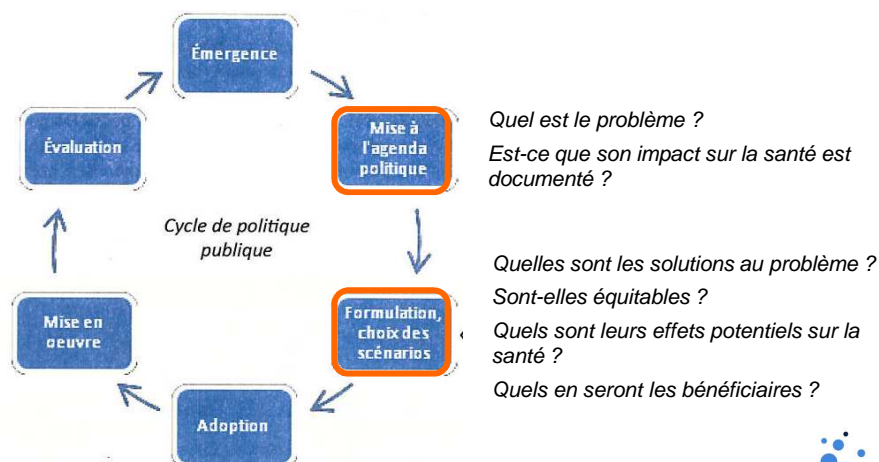 Émergence
Mise à
l'agenda
politique
Quel est le problème ?
Est-ce que son impact sur la santé est
documenté ?
Évaluation
Cycle de politique
publique
Formulation,
choix des
scénarios
Quelles sont les solutions au problème ?
Sont-elles équitables ?
Quels sont leurs effets potentiels sur la
santé ?
Quels en seront les bénéficiaires ?
Mise en
oeuvre
Adoption